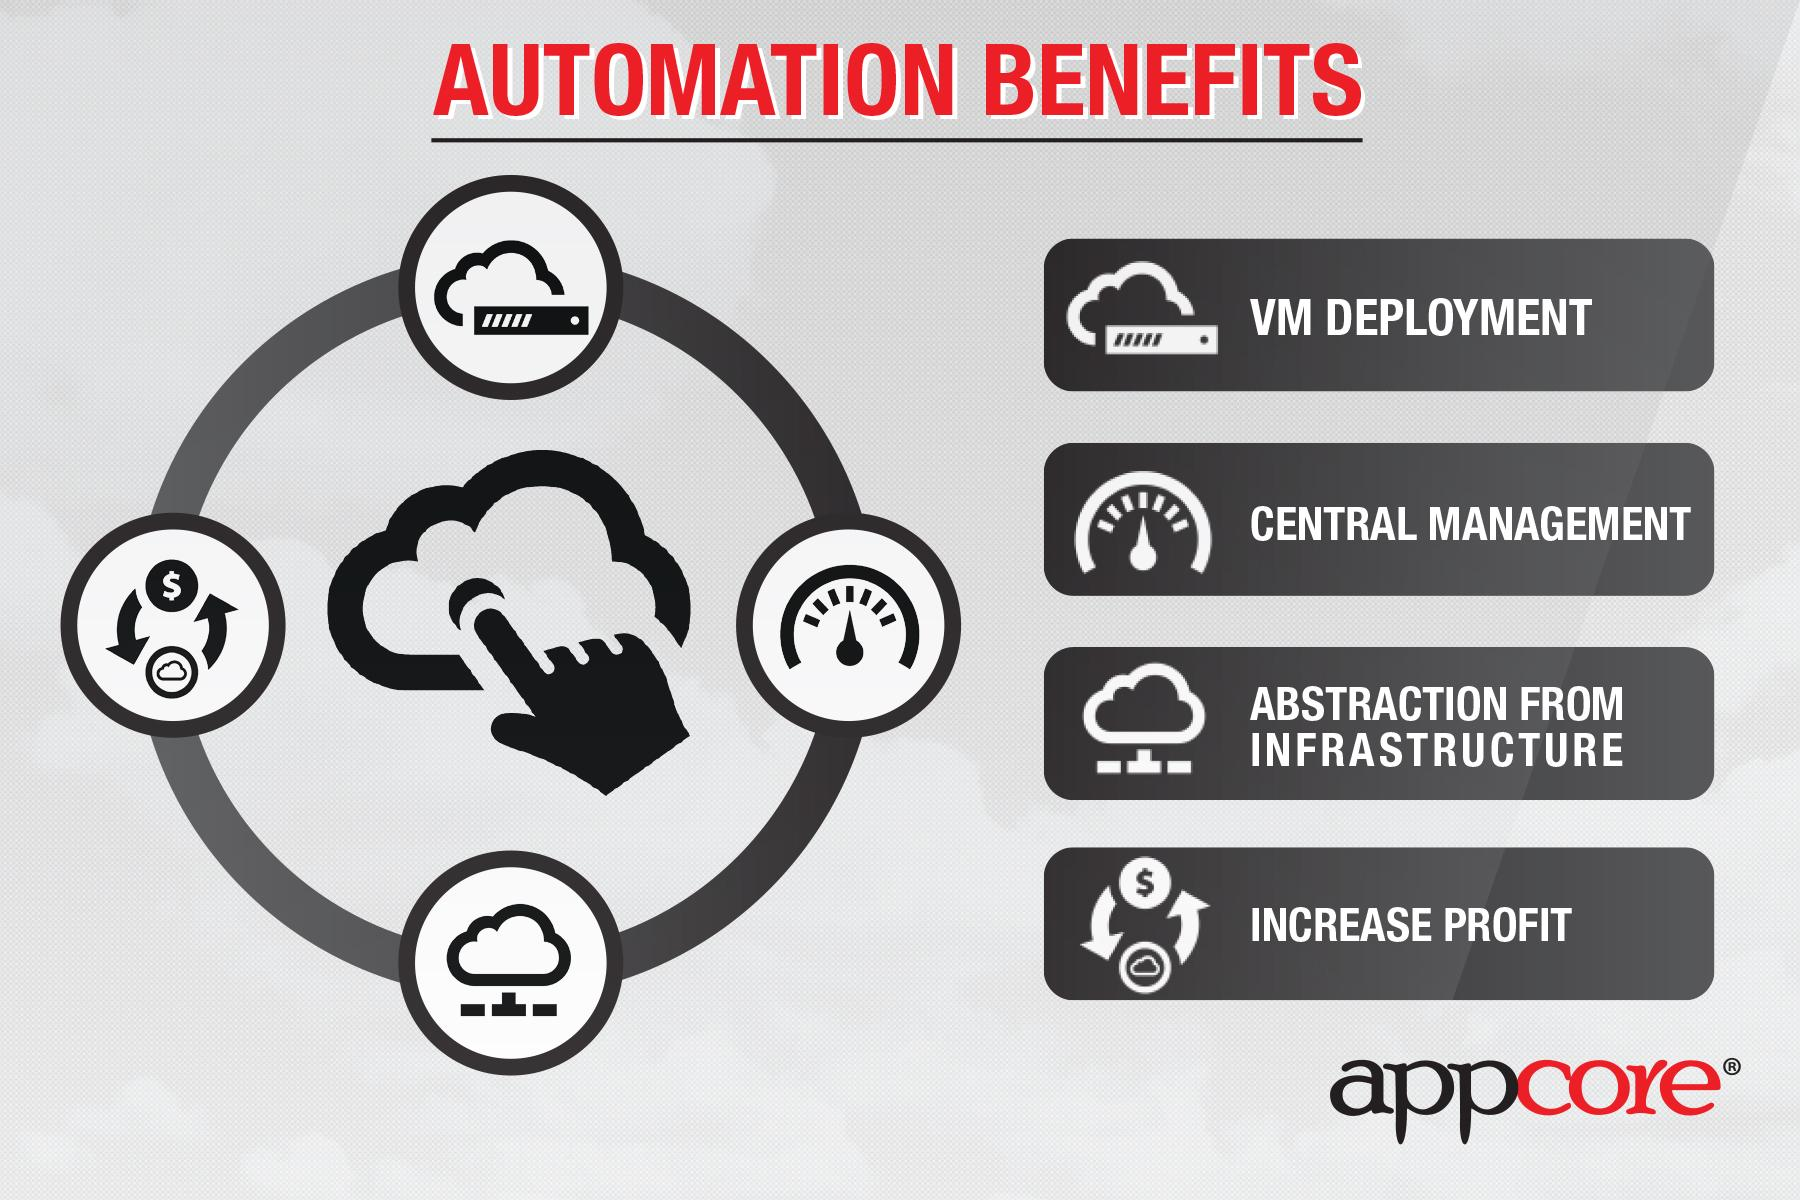 AUTOMATION BENEFITS
$
VM DEPLOYMENT
CENTRAL MANAGEMENT
ABSTRACTION FROM
INFRASTRUCTURE
$
INCREASE PROFIT
appcore®